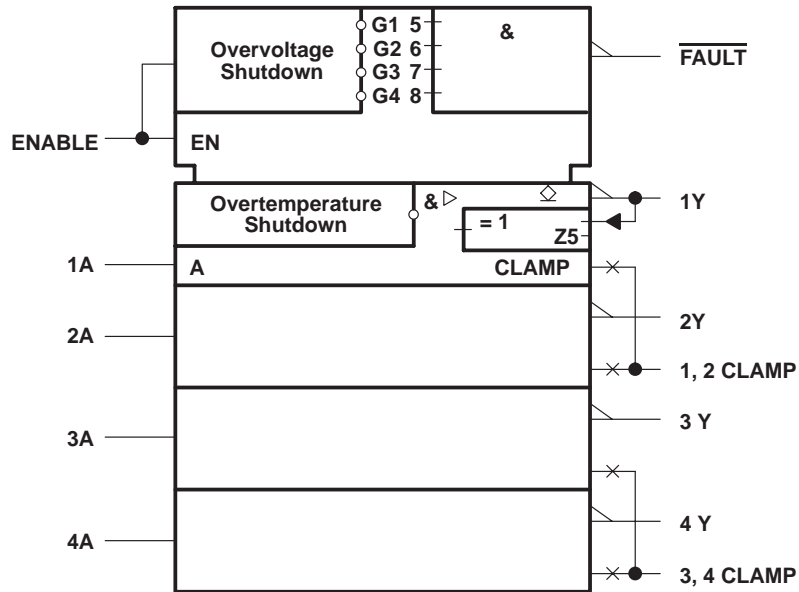 Overvoltage
Shutdown
G1 5
G2 6
G3 7
G4 8
&
FAULT
ENABLE
EN
Overtemperature
Shutdown
&
= 1
Z5
1Y
1A
A
CLAMP
2Y
2A
1, 2 CLAMP
3 Y
3A
4 Y
4A
3, 4 CLAMP